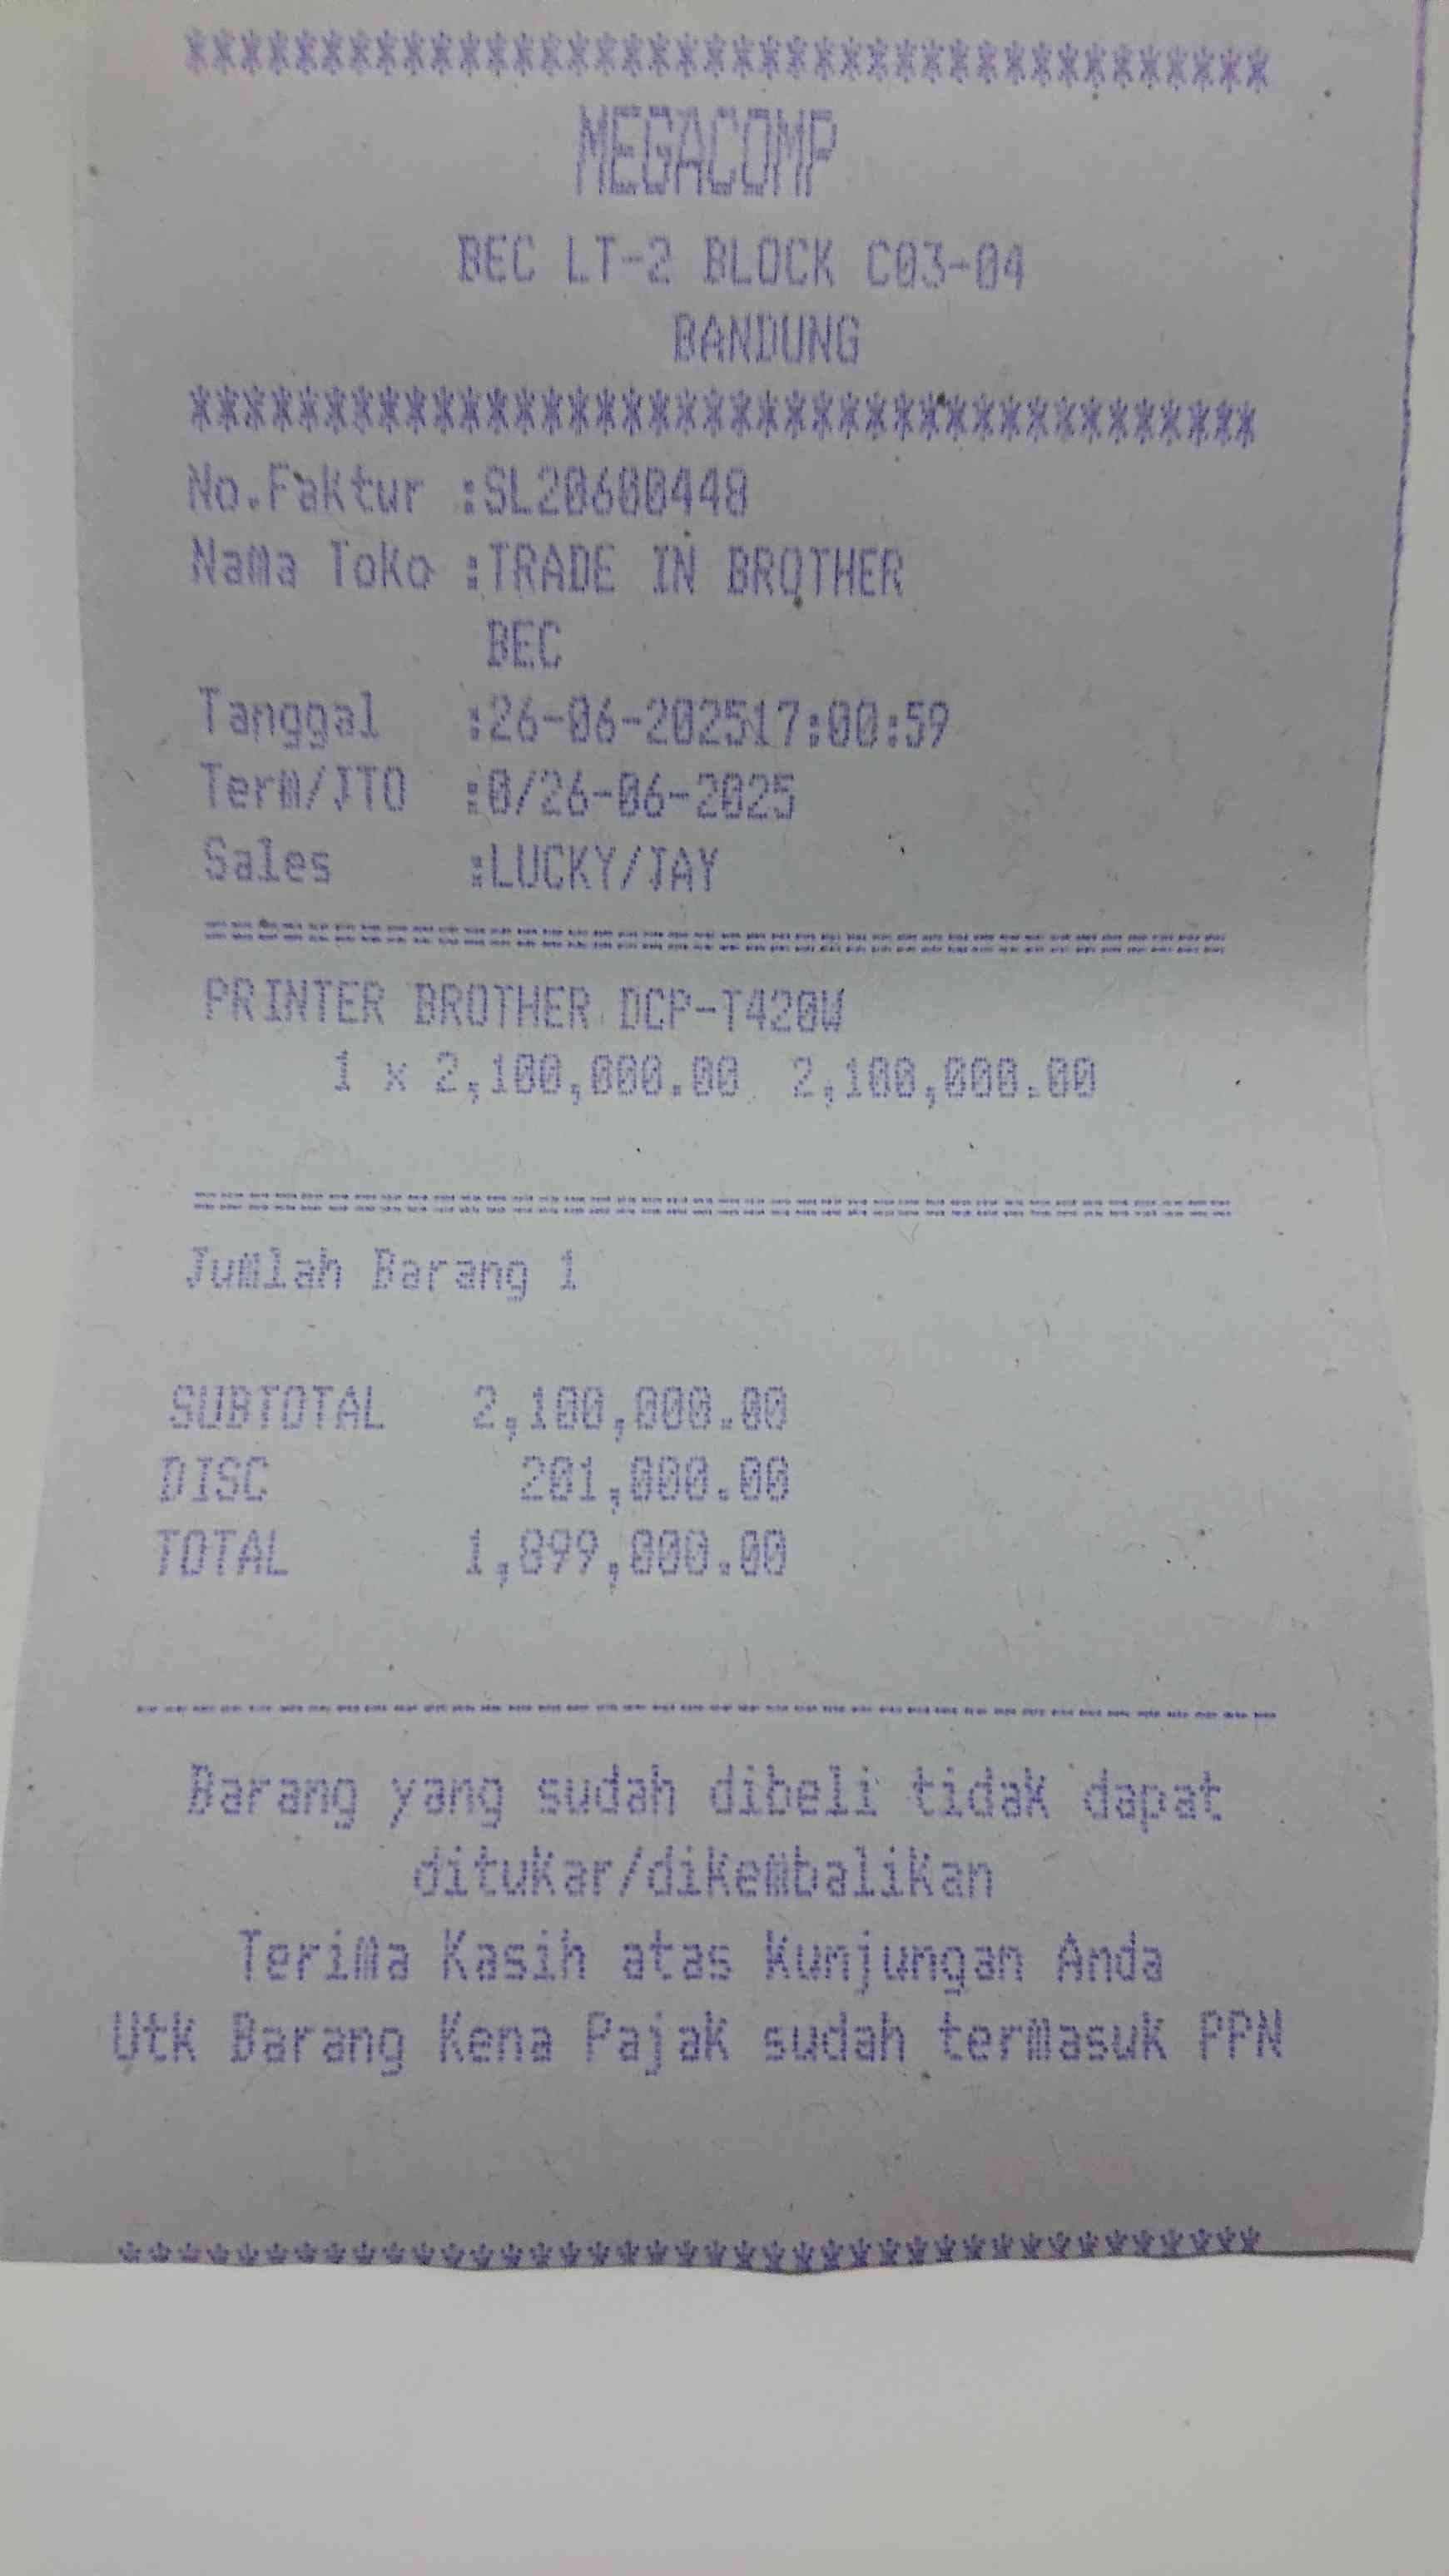 ****************************************
MEGACOMP
BEC LT-2 BLOCK C03-04
BANDUNG
****************************************
No.Faktur :SL20600448
Nama Toko :TRADE IN BROTHER
BEC
Tanggal :26-06-202517:00:59
Term/JTO :0/26-06-2025
Sales :LUCKY/JAY
========================================
PRINTER BROTHER DCP-T420W
1 x 2,100,000.00 2,100,000.00
========================================
Jumlah Barang 1
SUBTOTAL 2,100,000.00
DISC 201,000.00
TOTAL 1,899,000.00
----------------------------------------
Barang yang sudah dibeli tidak dapat
ditukar/dikembalikan
Terima Kasih atas Kunjungan Anda
Utk Barang Kena Pajak sudah termasuk PPN
****************************************